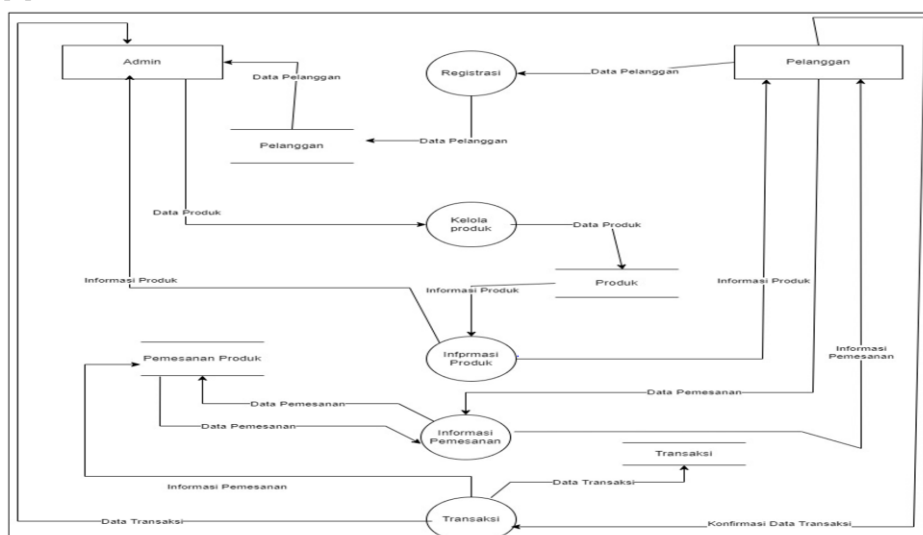 Admin
Pelanggan
Registrasi
Data Pelanggan
Data Pelanggan
Data Pelanggan
Pelanggan
Data Produk
Kelola
produk
Data Produk
Informasi Produk
Informasi Produk
Produk
Informasi Produk
Pemesanan Produk
Infprmasi
Produk
Informasi
Pemesanan
Data Pemesanan
Data Pemesanan
Data Pemesanan
Informasi
Pemesanan
Transaksi
Informasi Pemesanan
Data Transaksi
Data Transaksi
Transaksi
Konfirmasi Data Transaksi